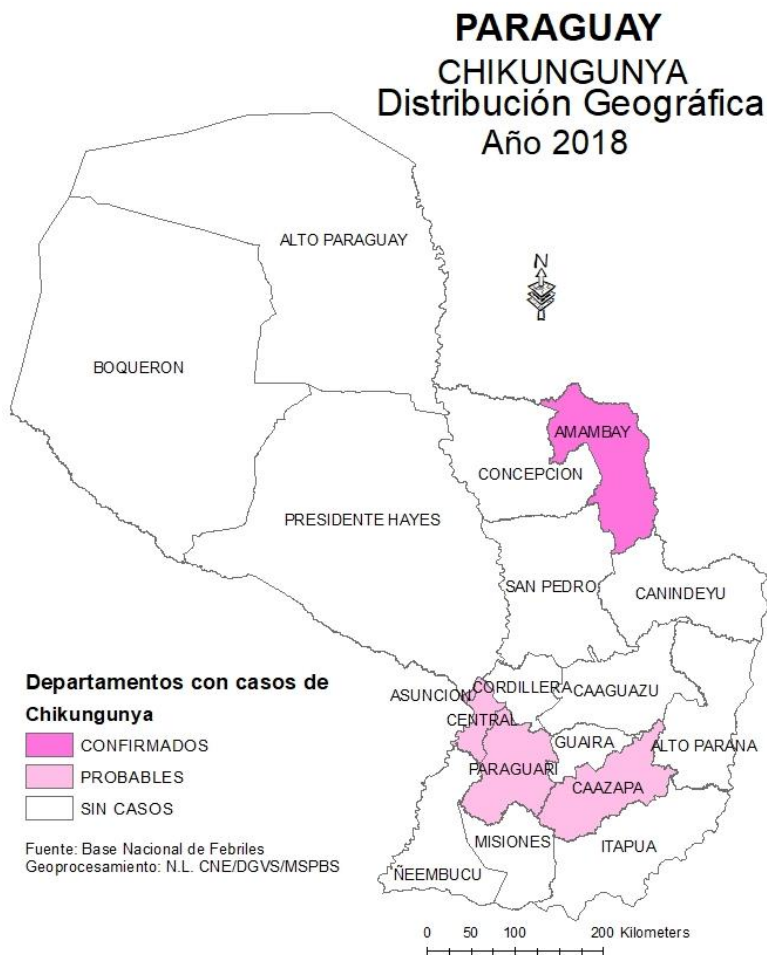 PARAGUAY
CHIKUNGUNYA
Distribución Geográfica
Año 2018
ALTO PARAGUAY
N
BOQUERON
AMAMBAY
CONCEPCION
PRESIDENTE HAYES
SAN PEDRO
CANINDEYU
ASUNCION
CORDILLERA
CAAGUAZU
CENTRAL
GUAIRA
ALTO PARANA
PARAGUARI
CAAZAPA
MISIONES
ITAPUA
ÑEEMBUCU
Departamentos con casos de
Chikungunya
CONFIRMADOS
PROBABLES
SIN CASOS
Fuente: Base Nacional de Febriles
Geoprocesamiento: N.L. CNE/DGVS/MSPBS
0 50 100 200 Kilometers